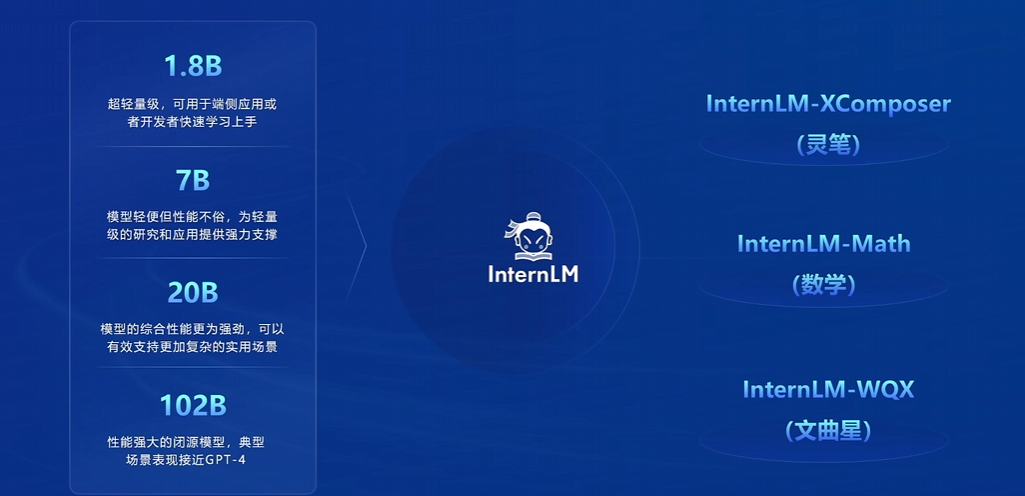 1.8B
超轻量级，可用于端侧应用或
者开发者快速学习上手
7B
模型轻便但性能不俗，为轻量
级的研究和应用提供强力支撑
20B
模型的综合性能更为强劲，可以
有效支持更加复杂的实用场景
102B
性能强大的闭源模型，典型
场景表现接近GPT-4
InternLM
InternLM-XComposer
(灵笔)
InternLM-Math
(数学)
InternLM-WQX
(文曲星)